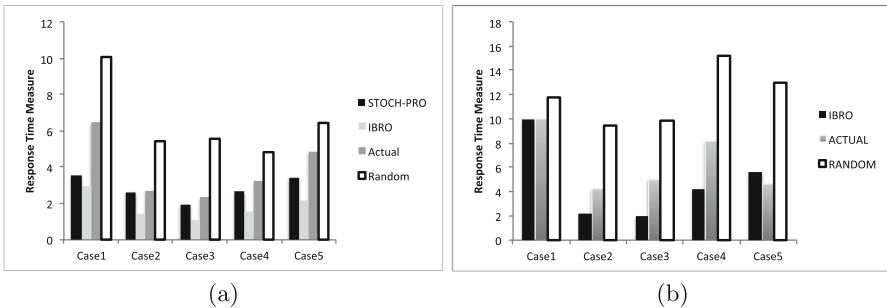 12
10
8
6
4
2
0
Response Time Measure
Case1 Case2 Case3 Case4 Case5
STOCH-PRO
IBRO
Actual
Random
(a)
18
16
14
12
10
8
6
4
2
0
Response Time Measure
Case1 Case2 Case3 Case4 Case5
IBRO
ACTUAL
RANDOM
(b)